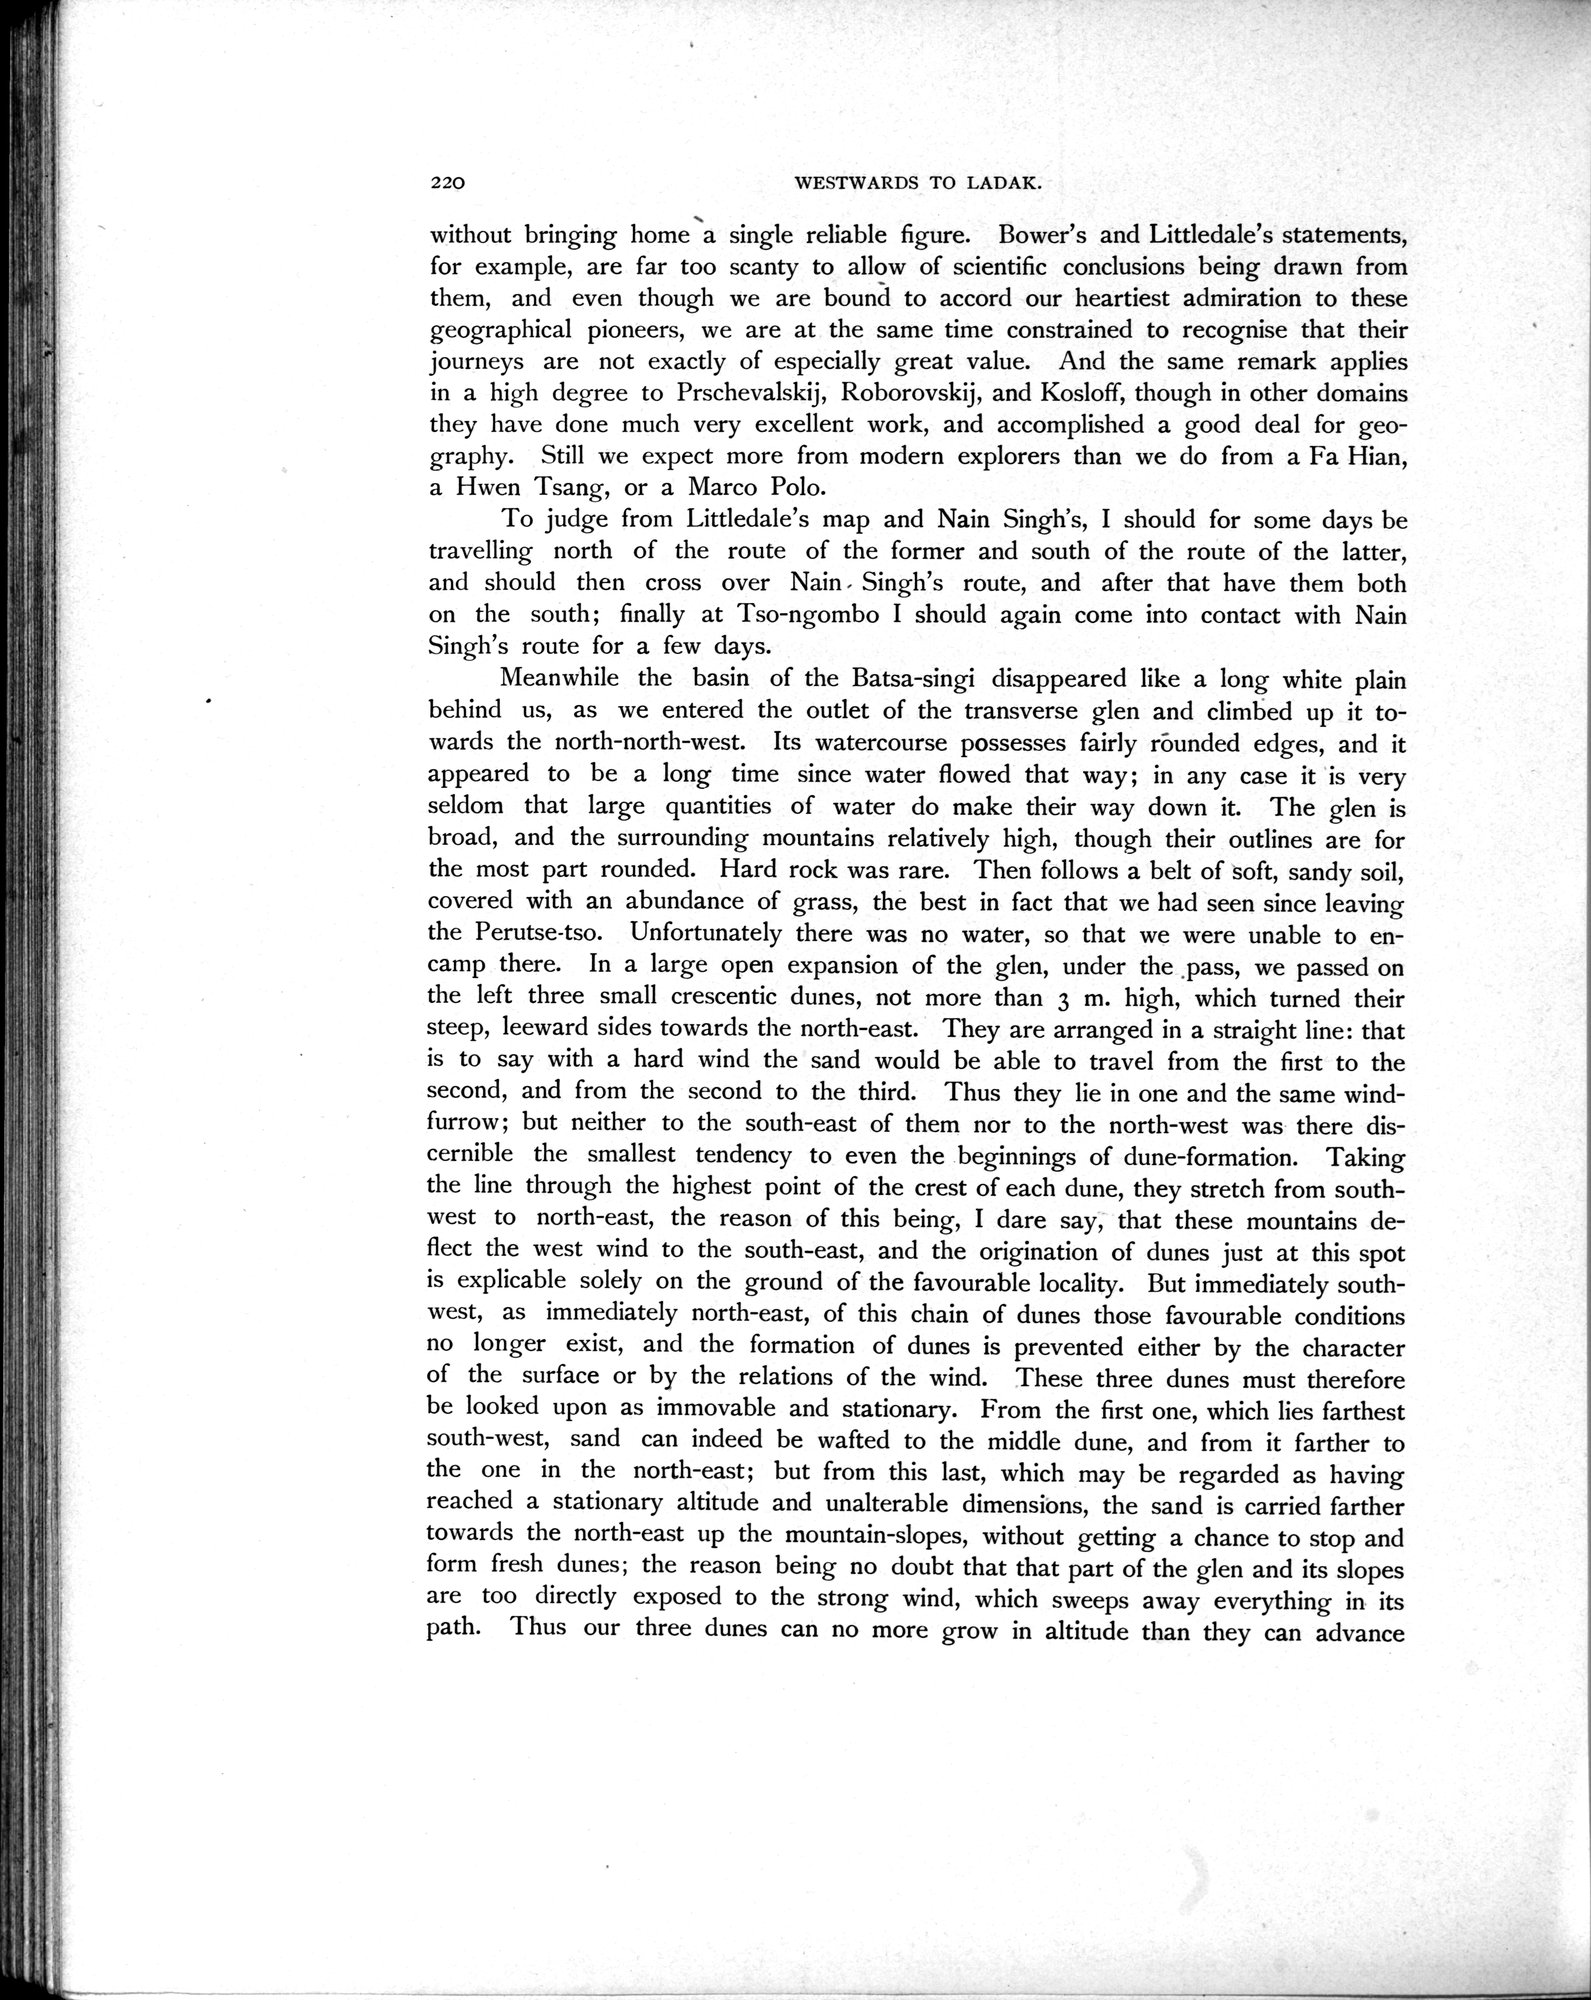 220 WESTWARDS TO LADAK.
without bringing home a single reliable figure. Bower's and Littledale's statements,
for example, are far too scanty to allow of scientific conclusions being drawn from
them, and even though we are bound to accord our heartiest admiration to these
geographical pioneers, we are at the same time constrained to recognise that their
journeys are not exactly of especially great value. And the same remark applies
in a high degree to Prschevalskij, Roborovskij, and Kosloff, though in other domains
they have done much very excellent work, and accomplished a good deal for geo-
graphy. Still we expect more from modern explorers than we do from a Fa Hian,
a Hwen Tsang, or a Marco Polo.
To judge from Littledale's map and Nain Singh's, I should for some days be
travelling north of the route of the former and south of the route of the latter,
and should then cross over Nain Singh's route, and after that have them both
on the south; finally at Tso-ngombo I should again come into contact with Nain
Singh's route for a few days.
Meanwhile the basin of the Batsa-singi disappeared like a long white plain
behind us, as we entered the outlet of the transverse glen and climbed up it to-
wards the north-north-west. Its watercourse possesses fairly rounded edges, and it
appeared to be a long time since water flowed that way; in any case it is very
seldom that large quantities of water do make their way down it. The glen is
broad, and the surrounding mountains relatively high, though their outlines are for
the most part rounded. Hard rock was rare. Then follows a belt of soft, sandy soil,
covered with an abundance of grass, the best in fact that we had seen since leaving
the Perutse-tso. Unfortunately there was no water, so that we were unable to en-
camp there. In a large open expansion of the glen, under the pass, we passed on
the left three small crescentic dunes, not more than 3 m. high, which turned their
steep, leeward sides towards the north-east. They are arranged in a straight line: that
is to say with a hard wind the sand would be able to travel from the first to the
second, and from the second to the third. Thus they lie in one and the same wind-
furrow; but neither to the south-east of them nor to the north-west was there dis-
cernible the smallest tendency to even the beginnings of dune-formation. Taking
the line through the highest point of the crest of each dune, they stretch from south-
west to north-east, the reason of this being, I dare say, that these mountains de-
flect the west wind to the south-east, and the origination of dunes just at this spot
is explicable solely on the ground of the favourable locality. But immediately south-
west, as immediately north-east, of this chain of dunes those favourable conditions
no longer exist, and the formation of dunes is prevented either by the character
of the surface or by the relations of the wind. These three dunes must therefore
be looked upon as immovable and stationary. From the first one, which lies farthest
south-west, sand can indeed be wafted to the middle dune, and from it farther to
the one in the north-east; but from this last, which may be regarded as having
reached a stationary altitude and unalterable dimensions, the sand is carried farther
towards the north-east up the mountain-slopes, without getting a chance to stop and
form fresh dunes; the reason being no doubt that that part of the glen and its slopes
are too directly exposed to the strong wind, which sweeps away everything in its
path. Thus our three dunes can no more grow in altitude than they can advance